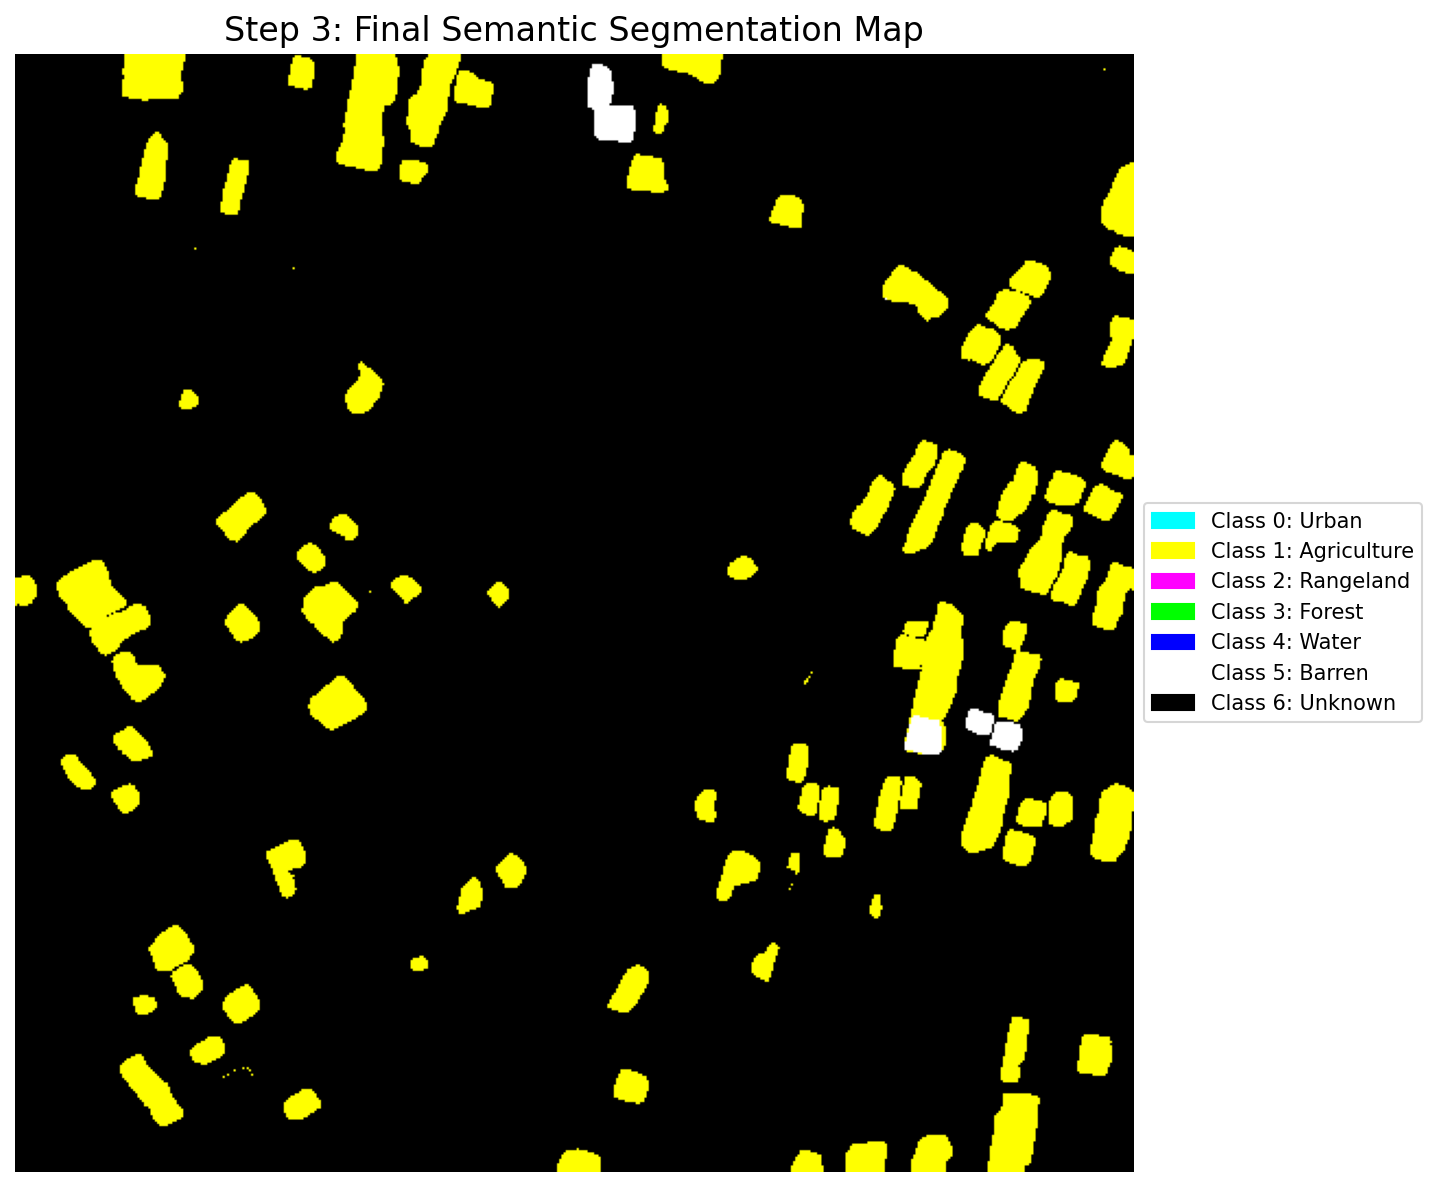 Step 3: Final Semantic Segmentation Map
Class 0: Urban
Class 1: Agriculture
Class 2: Rangeland
Class 3: Forest
Class 4: Water
Class 5: Barren
Class 6: Unknown